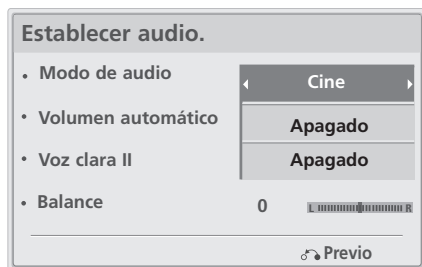 Establecer audio.
• Modo de audio Cine
• Volumen automático Apagado
• Voz clara II Apagado
• Balance 0 L R
Previo